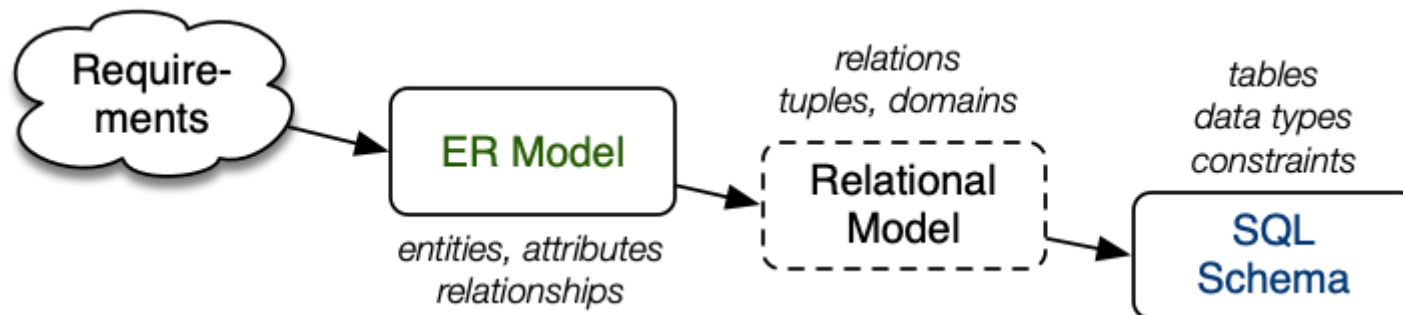 Require-
ments
ER Model
entities, attributes
relationships
relations
tuples, domains
Relational
Model
tables
data types
constraints
SQL
Schema